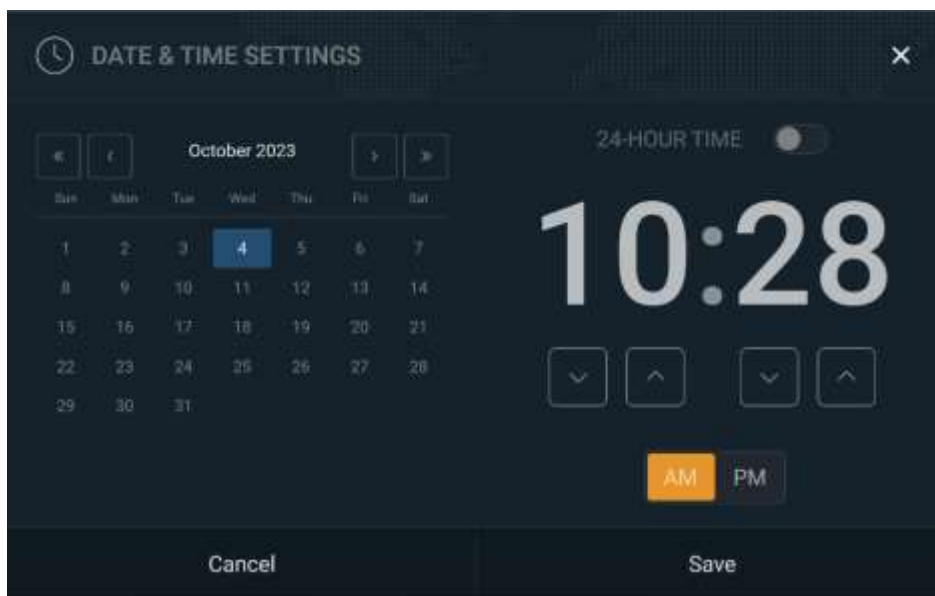 DATE & TIME SETTINGS
« ‹ October 2023 › »
Sun Mon Tue Wed Thu Fri Sat
1 2 3 4 5 6 7
8 9 10 11 12 13 14
15 16 17 18 19 20 21
22 23 24 25 26 27 28
29 30 31
24-HOUR TIME
10:28
AM PM
Cancel
Save